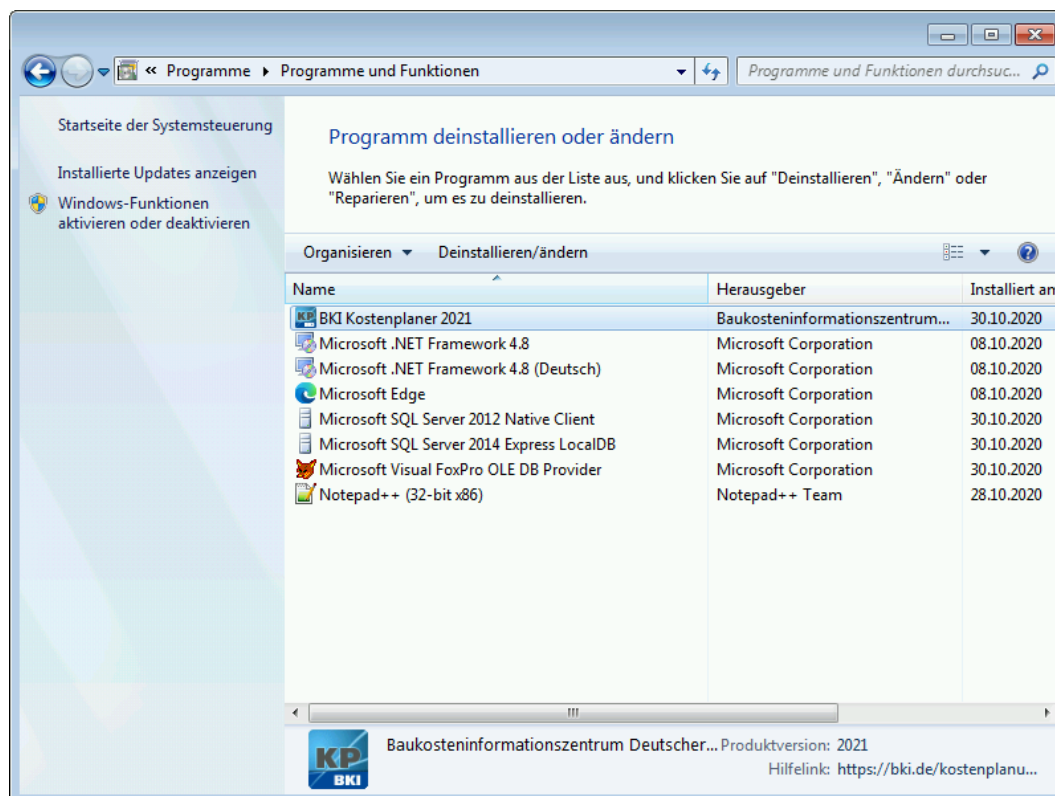 « Programme ▸ Programme und Funktionen
Programme und Funktionen durchsuc...
Startseite der Systemsteuerung
Installierte Updates anzeigen
Windows-Funktionen
aktivieren oder deaktivieren
Programm deinstallieren oder ändern
Wählen Sie ein Programm aus der Liste aus, und klicken Sie auf "Deinstallieren", "Ändern" oder
"Reparieren", um es zu deinstallieren.
Organisieren Deinstallieren/ändern
Name Herausgeber Installiert am
BKI Kostenplaner 2021 Baukosteninformationszentrum... 30.10.2020
Microsoft .NET Framework 4.8 Microsoft Corporation 08.10.2020
Microsoft .NET Framework 4.8 (Deutsch) Microsoft Corporation 08.10.2020
Microsoft Edge Microsoft Corporation 08.10.2020
Microsoft SQL Server 2012 Native Client Microsoft Corporation 30.10.2020
Microsoft SQL Server 2014 Express LocalDB Microsoft Corporation 30.10.2020
Microsoft Visual FoxPro OLE DB Provider Microsoft Corporation 30.10.2020
Notepad++ (32-bit x86) Notepad++ Team 28.10.2020
KP
BKI
Baukosteninformationszentrum Deutscher... Produktversion: 2021
Hilfelink: https://bki.de/kostenplanu...